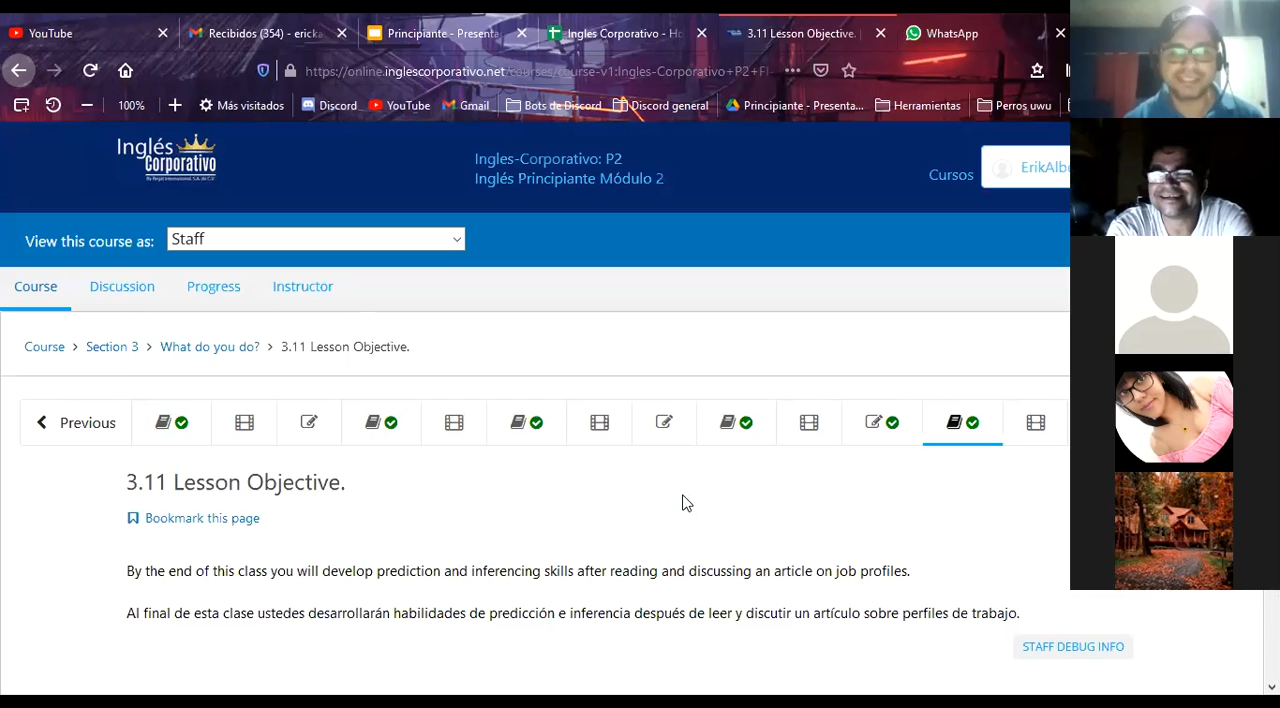 YouTube
Recibidos (354) - ericka
Principiante - Presenta
Ingles Corporativo - Ho
3.11 Lesson Objective.
WhatsApp
https://online.inglescorporativo.net/courses/course-v1:Ingles-Corporativo+P2+FI-
100%
Más visitados
Discord
YouTube
Gmail
Bots de Discord
Discord general
Principiante - Presenta...
Herramientas
Perros uwu
Inglés
Corporativo
Ingles-Corporativo: P2
Inglés Principiante Módulo 2
Cursos
ErikAlbe
View this course as:
Staff
Course
Discussion
Progress
Instructor
Course > Section 3 > What do you do? > 3.11 Lesson Objective.
Previous
3.11 Lesson Objective.
Bookmark this page
By the end of this class you will develop prediction and inferencing skills after reading and discussing an article on job profiles.
Al final de esta clase ustedes desarrollarán habilidades de predicción e inferencia después de leer y discutir un artículo sobre perfiles de trabajo.
STAFF DEBUG INFO